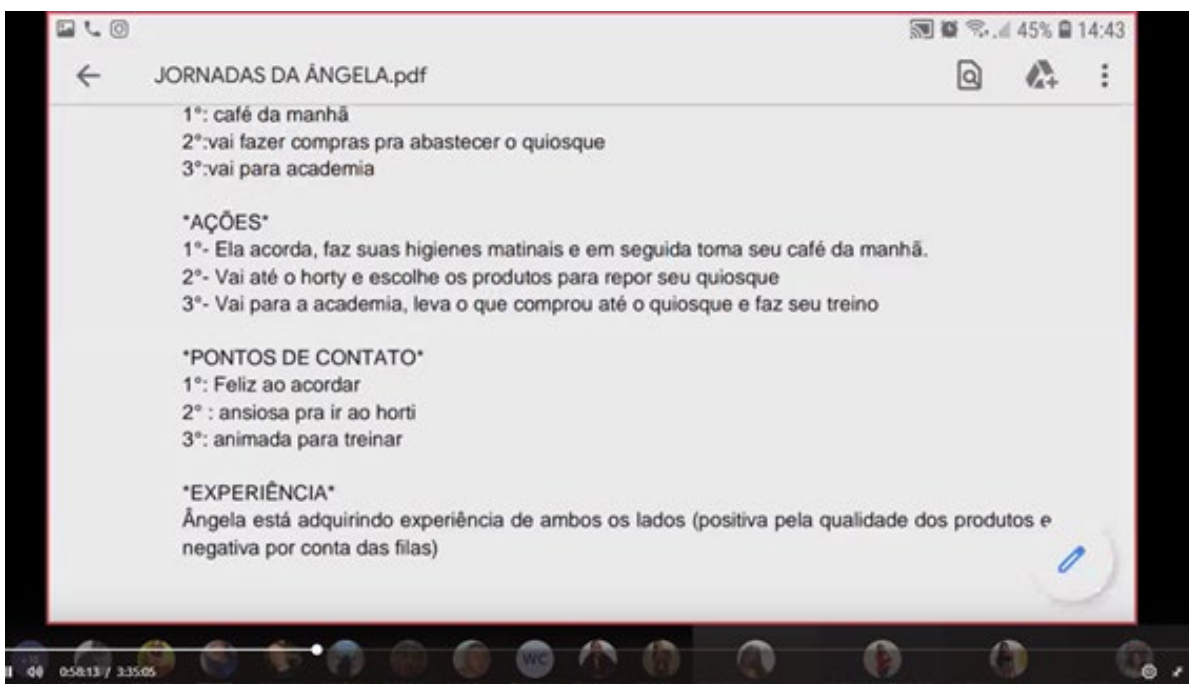 45% 14:43
JORNADAS DA ÂNGELA.pdf
1°: café da manhã
2°:vai fazer compras pra abastecer o quiosque
3°:vai para academia
*AÇÕES*
1°- Ela acorda, faz suas higienes matinais e em seguida toma seu café da manhã.
2°- Vai até o horty e escolhe os produtos para repor seu quiosque
3°- Vai para a academia, leva o que comprou até o quiosque e faz seu treino
*PONTOS DE CONTATO*
1°: Feliz ao acordar
2° : ansiosa pra ir ao horti
3°: animada para treinar
*EXPERIÊNCIA*
Ângela está adquirindo experiência de ambos os lados (positiva pela qualidade dos produtos e
negativa por conta das filas)
WC
0:58:13 / 3:35:05